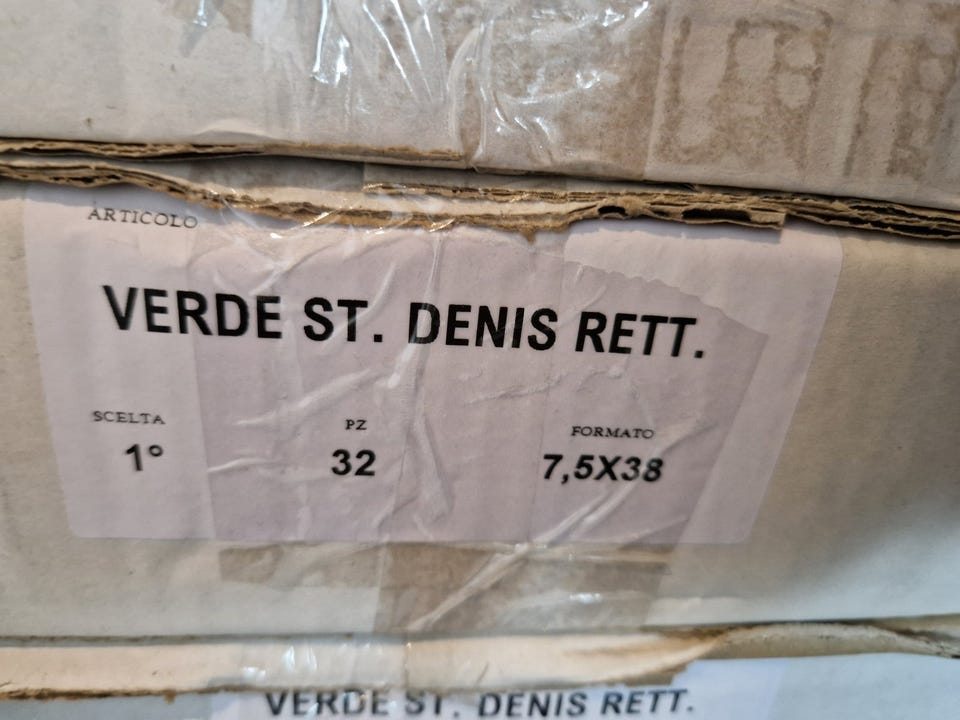 ARTICOLO
VERDE ST. DENIS RETT.
SCELTA PZ FORMATO
1° 32 7,5X38
VERDE ST. DENIS RETT.